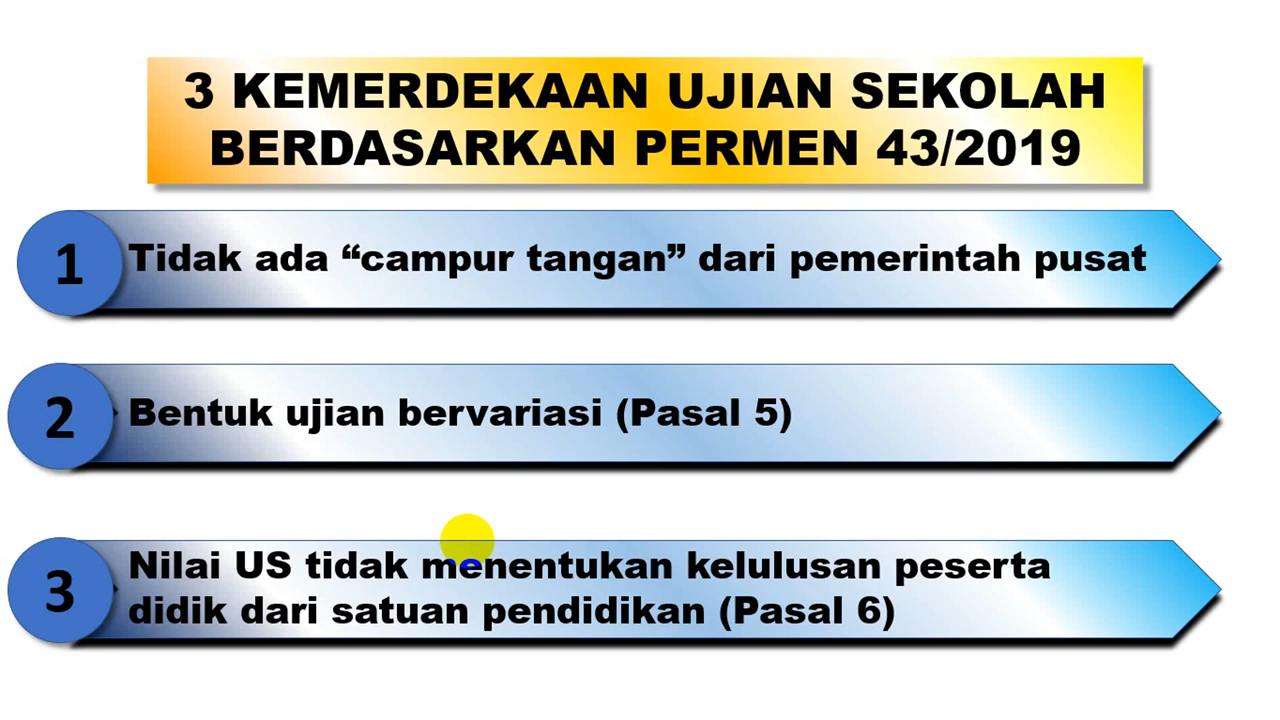 3 KEMERDEKAAN UJIAN SEKOLAH
BERDASARKAN PERMEN 43/2019
1
Tidak ada “campur tangan” dari pemerintah pusat
2
Bentuk ujian bervariasi (Pasal 5)
3
Nilai US tidak menentukan kelulusan peserta
didik dari satuan pendidikan (Pasal 6)